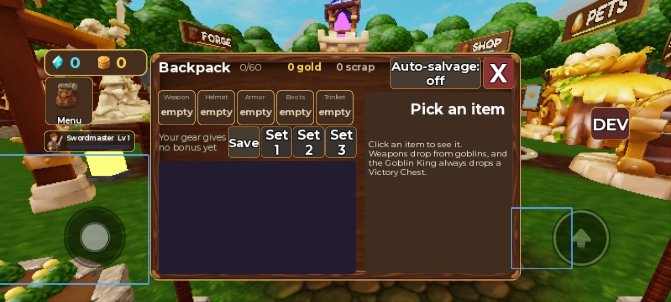 FORGE
SHOP
PETS
0 0
Menu
Swordmaster Lv1
DEV
Backpack 0/60 0 gold 0 scrap
Auto-salvage:
off
X
Weapon Helmet Armor Boots Trinket
empty empty empty empty empty
Your gear gives
no bonus yet
Save
Set
1
Set
2
Set
3
Pick an item
Click an item to see it.
Weapons drop from goblins, and
the Goblin King always drops a
Victory Chest.